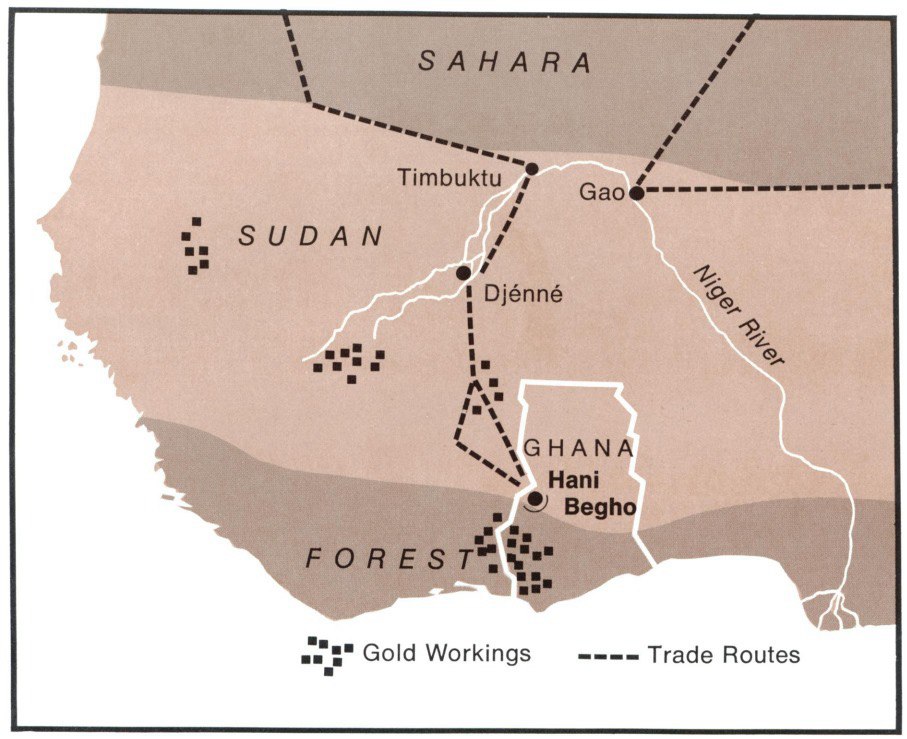 SAHARA
Timbuktu
Gao
SUDAN
Djénné
Niger River
GHANA
Hani
Begho
FOREST
Gold Workings
Trade Routes